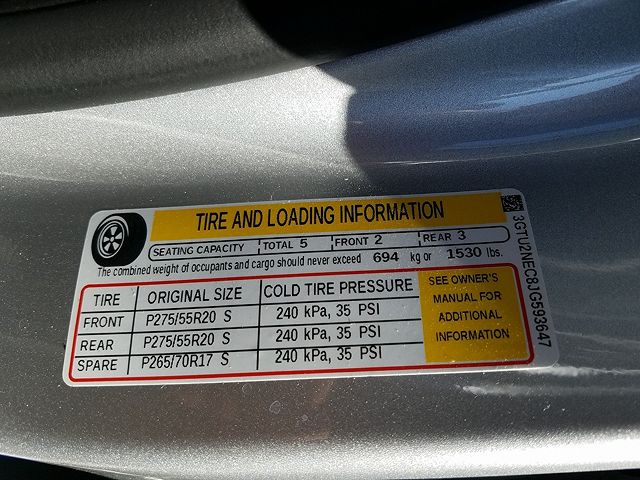 TIRE AND LOADING INFORMATION
SEATING CAPACITY TOTAL 5 FRONT 2 REAR 3
The combined weight of occupants and cargo should never exceed 694 kg or 1530 lbs.
TIRE ORIGINAL SIZE COLD TIRE PRESSURE
FRONT P275/55R20 S 240 kPa, 35 PSI
REAR P275/55R20 S 240 kPa, 35 PSI
SPARE P265/70R17 S 240 kPa, 35 PSI
SEE OWNER'S
MANUAL FOR
ADDITIONAL
INFORMATION
3GTU2NEC8JG593647